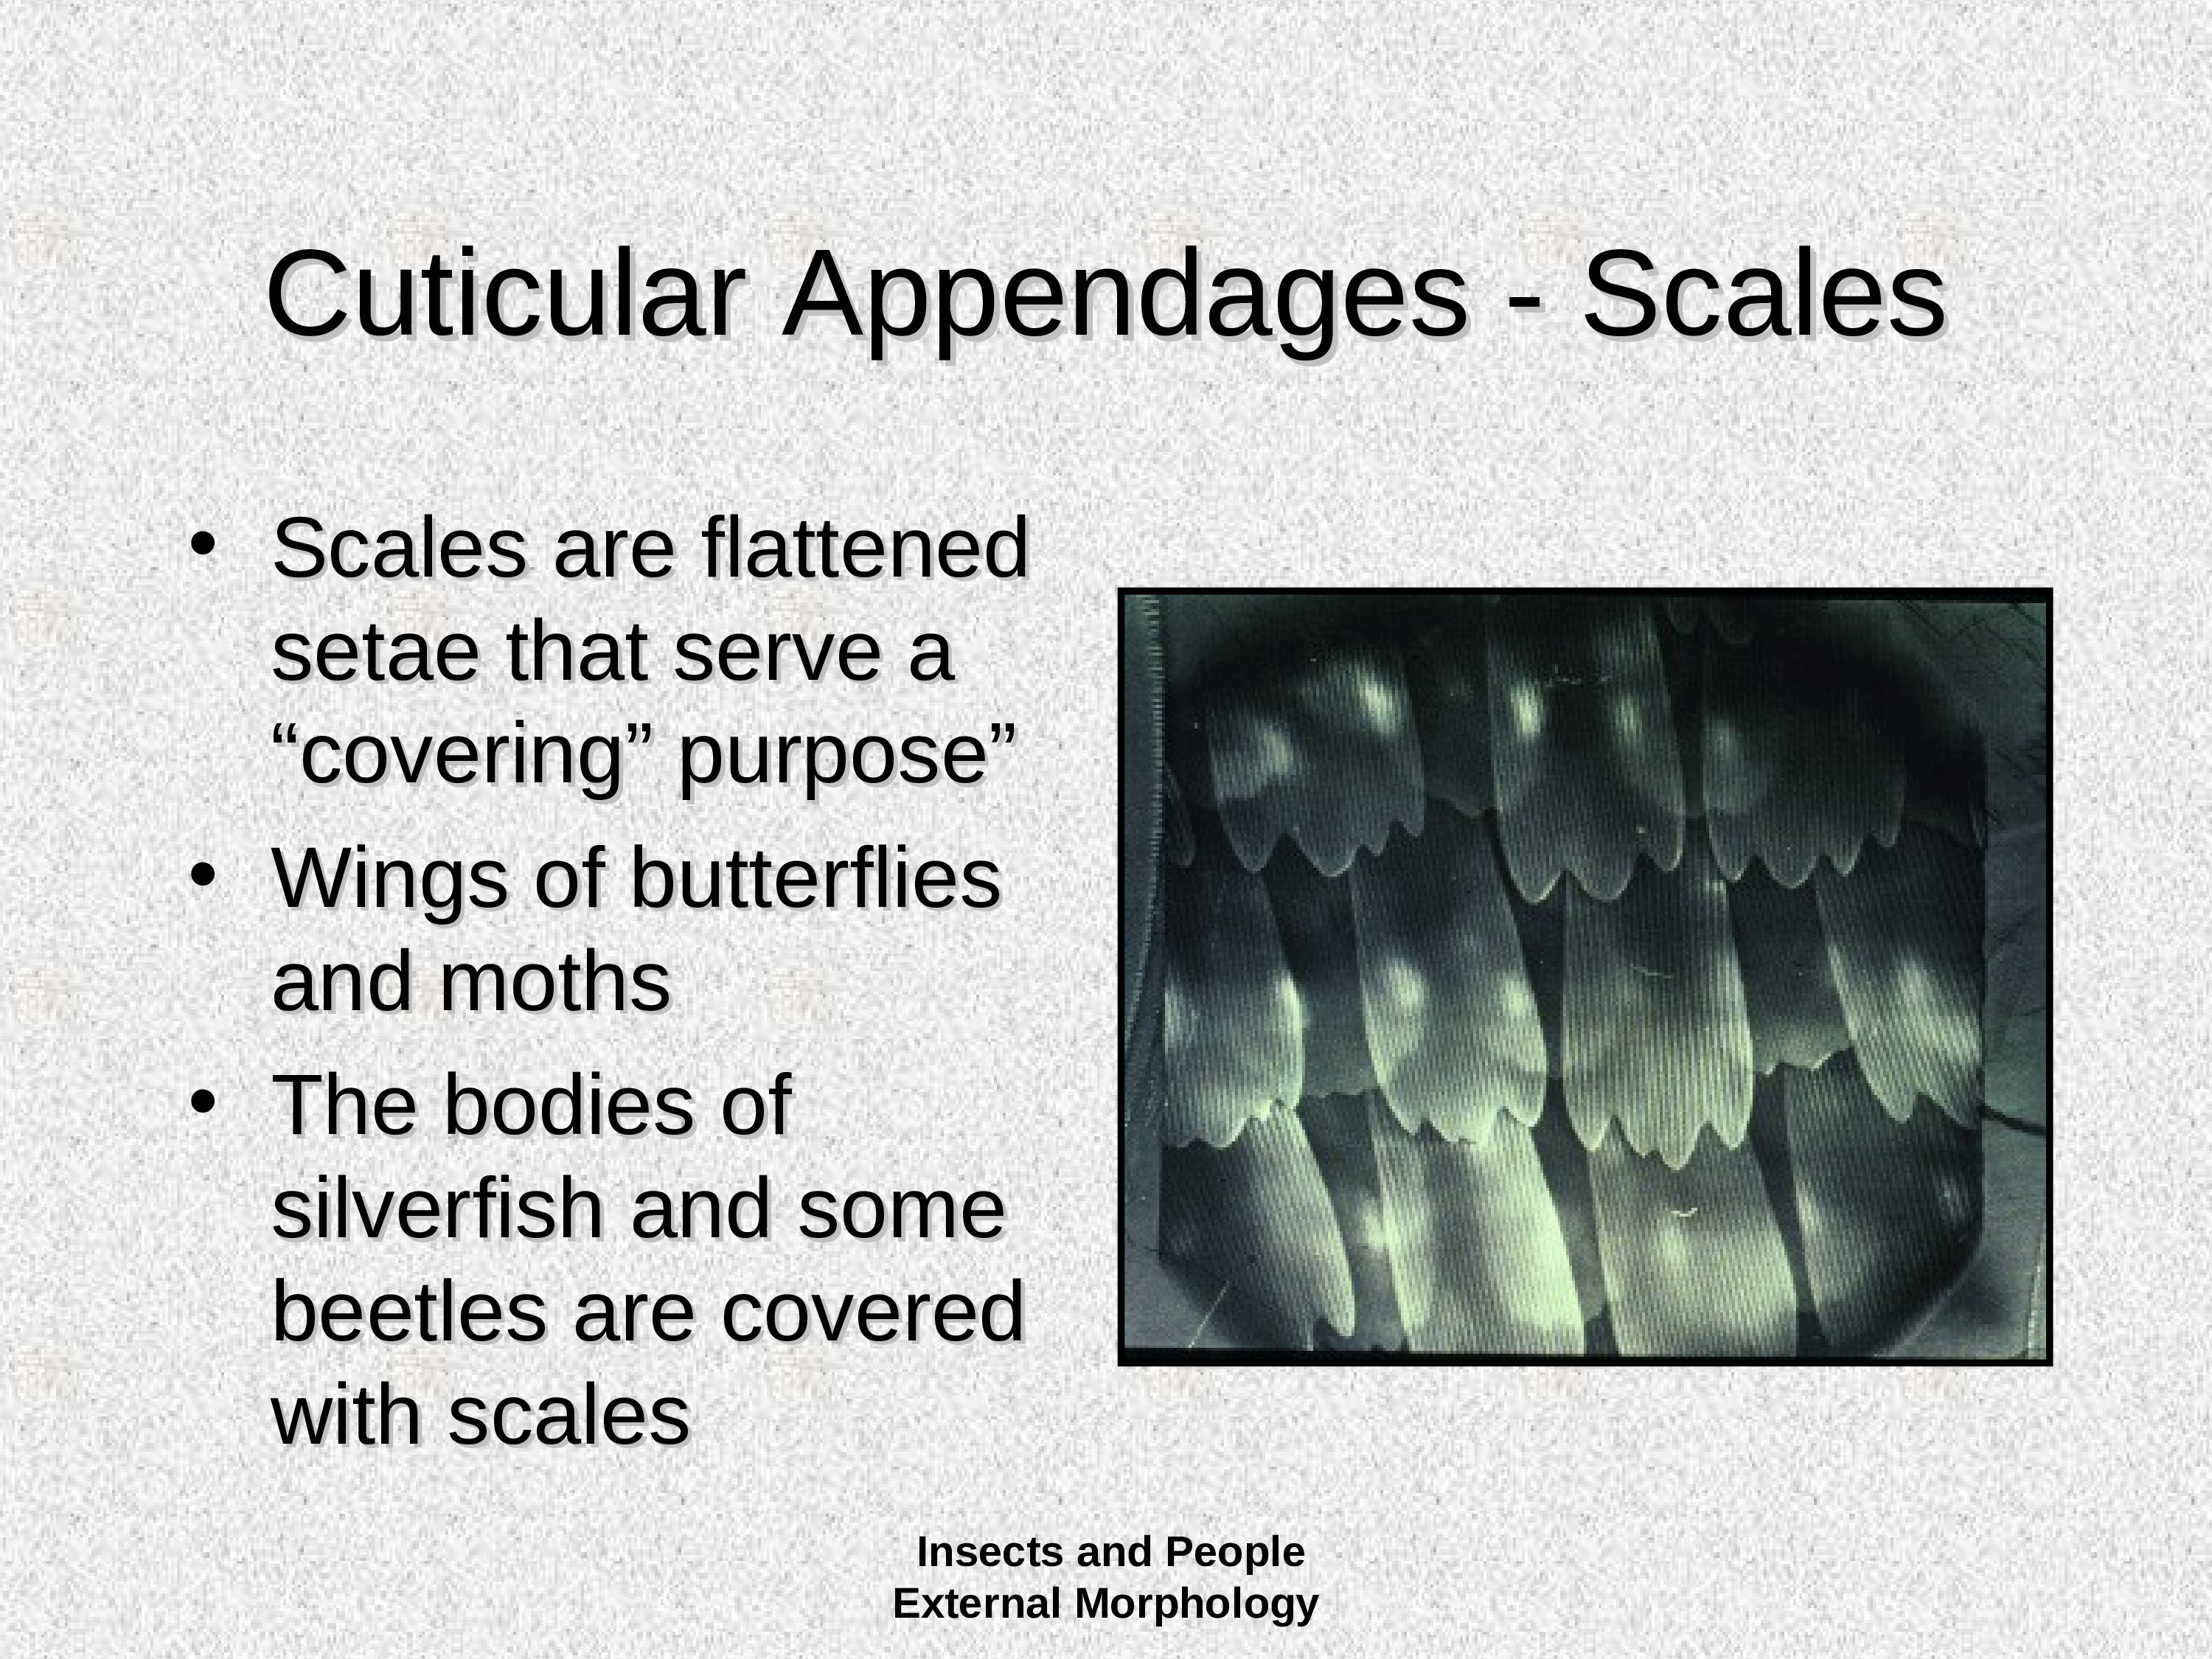 Cuticular Appendages - Scales
• Scales are flattened
setae that serve a
“covering” purpose”
• Wings of butterflies
and moths
• The bodies of
silverfish and some
beetles are covered
with scales
Insects and People
External Morphology